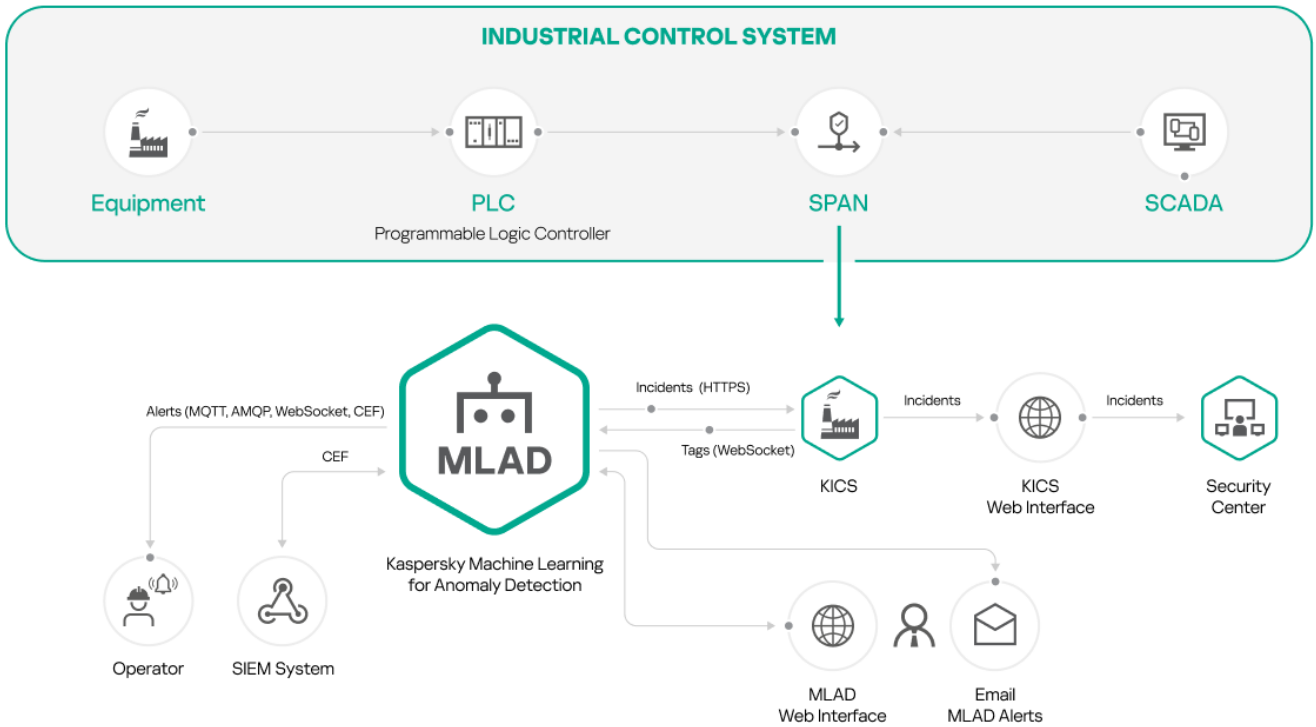 INDUSTRIAL CONTROL SYSTEM
Equipment
PLC
Programmable Logic Controller
SPAN
SCADA
Alerts (MQTT, AMQP, WebSocket, CEF)
CEF
MLAD
Kaspersky Machine Learning
for Anomaly Detection
Incidents (HTTPS)
Tags (WebSocket)
KICS
Incidents
KICS
Web Interface
Incidents
Security
Center
Operator
SIEM System
MLAD
Web Interface
Email
MLAD Alerts